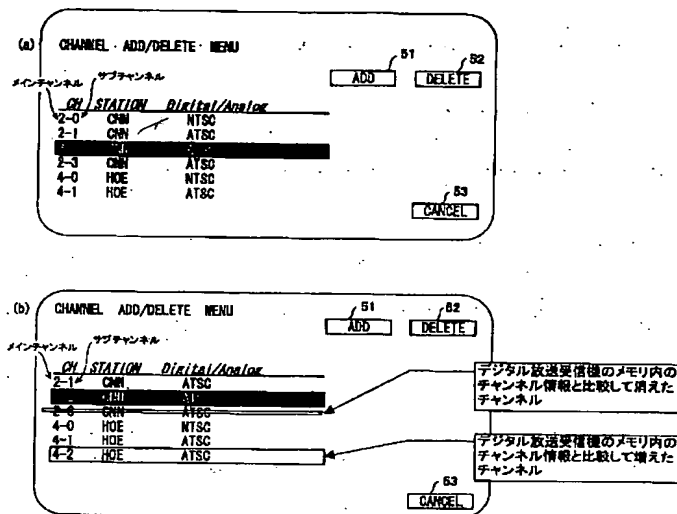 (a) CHANNEL ADD/DELETE MENU
51
52
ADD
DELETE
メインチャンネル
サブチャンネル
CH STATION Digital/Analog
2-0 CNN NTSC
2-1 CNN ATSC
2-3 CNN ATSC
4-0 HOE NTSC
4-1 HOE ATSC
53
CANCEL
(b) CHANNEL ADD/DELETE MENU
51
52
ADD
DELETE
メインチャンネル
サブチャンネル
CH STATION Digital/Analog
2-1 CNN ATSC
CNN ATSC
4-0 HOE NTSC
4-1 HOE ATSC
4-2 HOE ATSC
デジタル放送受信機のメモリ内の
チャンネル情報と比較して消えた
チャンネル
デジタル放送受信機のメモリ内の
チャンネル情報と比較して増えた
チャンネル
53
CANCEL